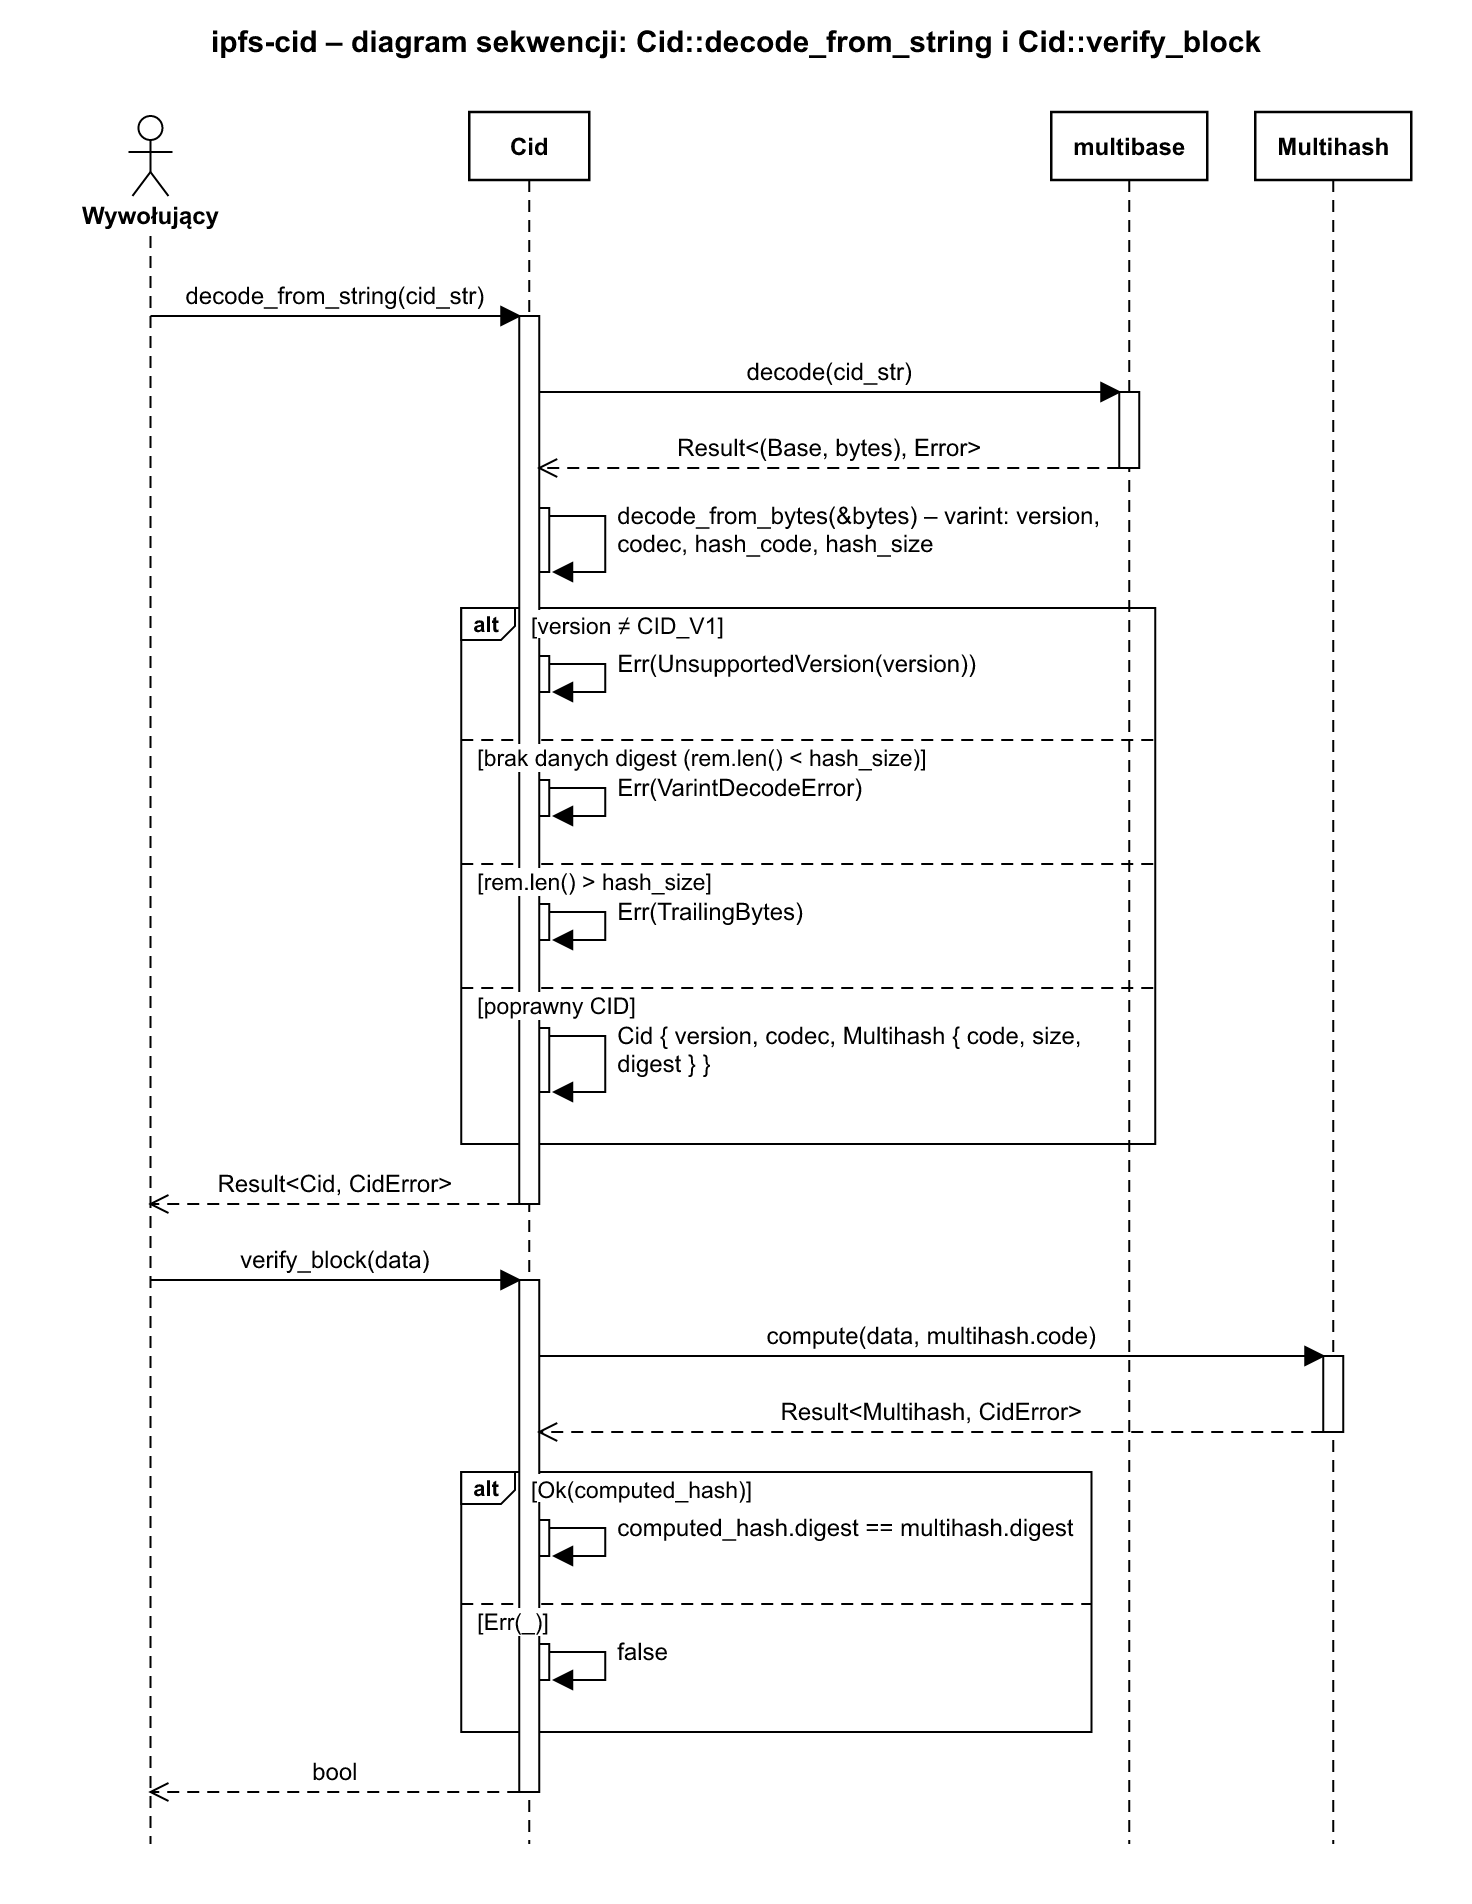 ipfs-cid – diagram sekwencji: Cid::decode_from_string i Cid::verify_block
Cid
multibase
Multihash
Wywołujący
decode_from_string(cid_str)
decode(cid_str)
Result<(Base, bytes), Error>
decode_from_bytes(&bytes) – varint: version,
codec, hash_code, hash_size
alt
[version ≠ CID_V1]
Err(UnsupportedVersion(version))
[brak danych digest (rem.len() < hash_size)]
Err(VarintDecodeError)
[rem.len() > hash_size]
Err(TrailingBytes)
[poprawny CID]
Cid { version, codec, Multihash { code, size,
digest } }
Result<Cid, CidError>
verify_block(data)
compute(data, multihash.code)
Result<Multihash, CidError>
alt
[Ok(computed_hash)]
computed_hash.digest == multihash.digest
[Err(_)]
false
bool